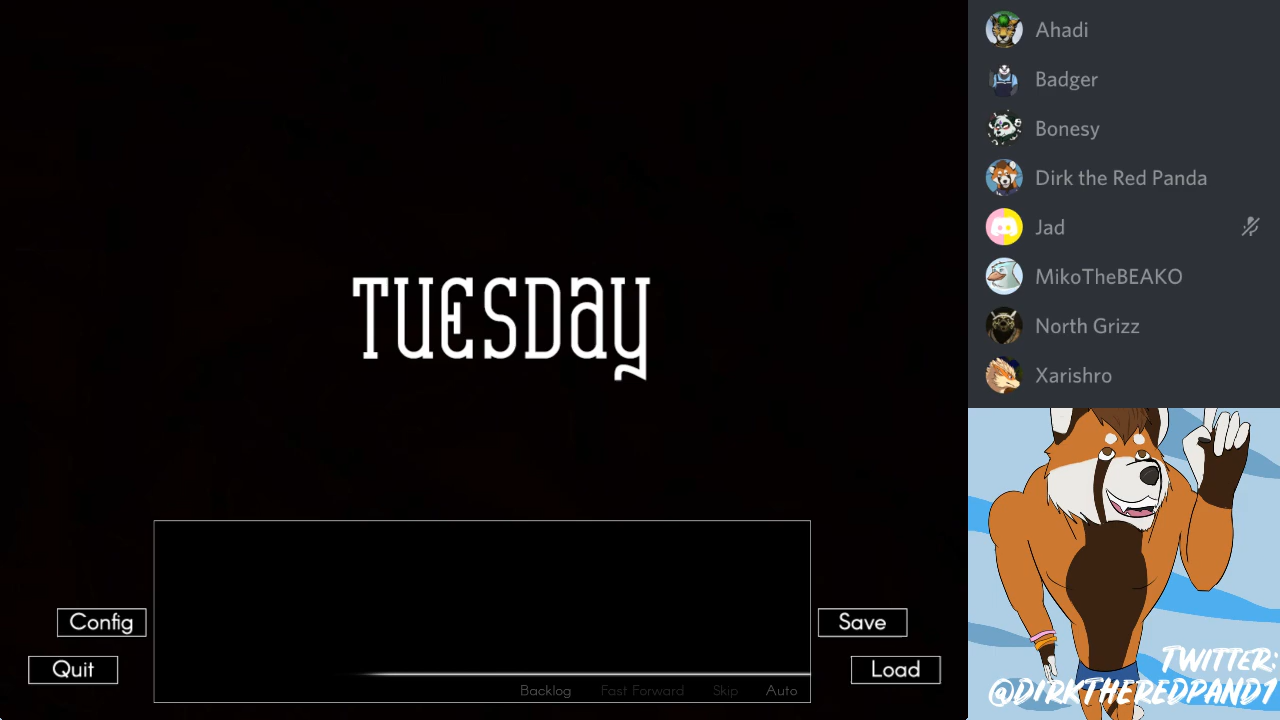 TUESDay
Config
Quit
Backlog
Fast Forward
Skip
Auto
Save
Load
Ahadi
Badger
Bonesy
Dirk the Red Panda
Jad
MikoTheBEAKO
North Grizz
Xarishro
TWITTER:
@DIRKTHEREDPAND1